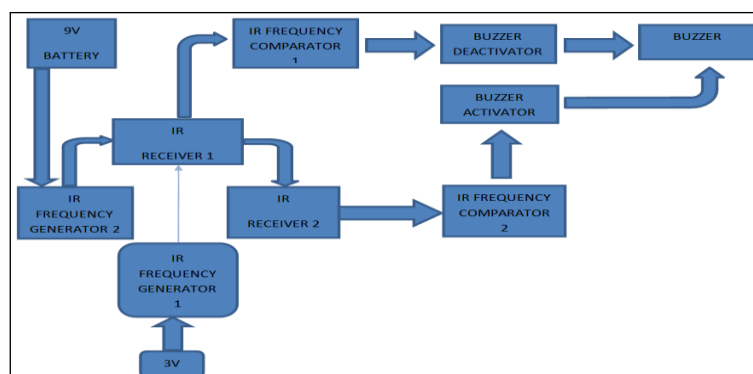 9V
BATTERY
IR FREQUENCY
COMPARATOR
1
BUZZER
DEACTIVATOR
BUZZER
BUZZER
ACTIVATOR
IR
RECEIVER 1
IR
FREQUENCY
GENERATOR 2
IR
RECEIVER 2
IR FREQUENCY
COMPARATOR
2
IR
FREQUENCY
GENERATOR
1
3V